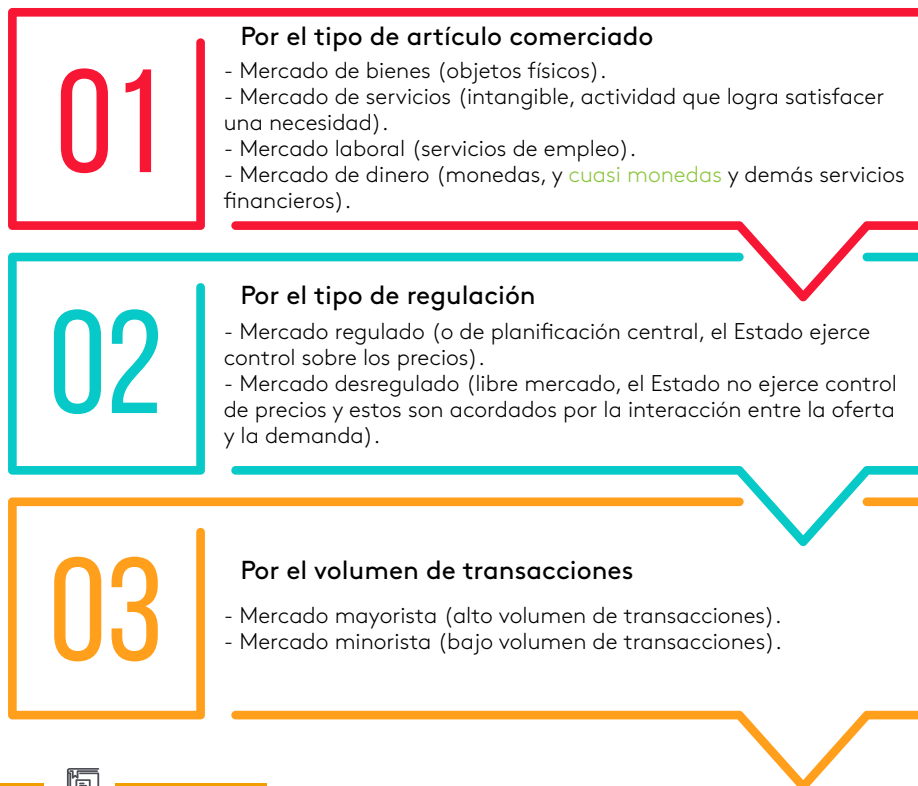 01
Por el tipo de artículo comerciado
- Mercado de bienes (objetos físicos).
- Mercado de servicios (intangible, actividad que logra satisfacer
una necesidad).
- Mercado laboral (servicios de empleo).
- Mercado de dinero (monedas, y cuasi monedas y demás servicios
financieros).
02
Por el tipo de regulación
- Mercado regulado (o de planificación central, el Estado ejerce
control sobre los precios).
- Mercado desregulado (libre mercado, el Estado no ejerce control
de precios y estos son acordados por la interacción entre la oferta
y la demanda).
03
Por el volumen de transacciones
- Mercado mayorista (alto volumen de transacciones).
- Mercado minorista (bajo volumen de transacciones).